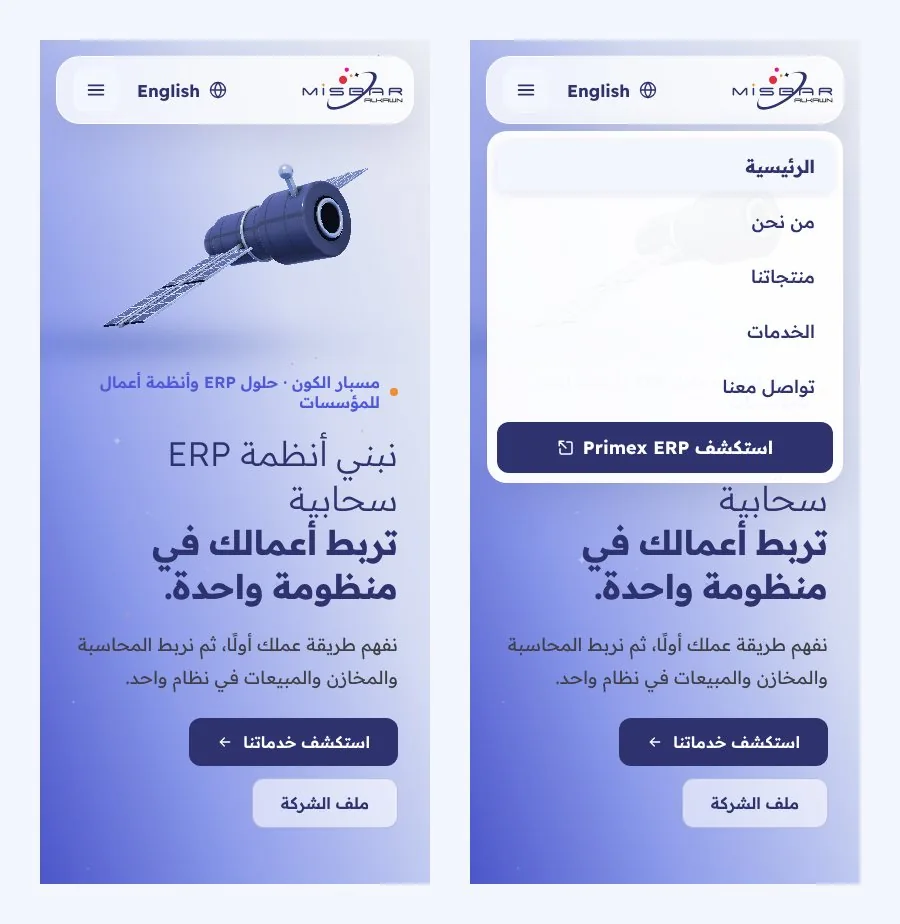 MISBAR
ALKAWN
English
مسبار الكون · حلول ERP وأنظمة أعمال
للمؤسسات
نبني أنظمة ERP
سحابية
تربط أعمالك في
منظومة واحدة.
نفهم طريقة عملك أولًا، ثم نربط المحاسبة
والمخازن والمبيعات في نظام واحد.
استكشف خدماتنا
ملف الشركة
MISBAR
ALKAWN
English
الرئيسية
من نحن
منتجاتنا
الخدمات
تواصل معنا
استكشف Primex ERP
سحابية
تربط أعمالك في
منظومة واحدة.
نفهم طريقة عملك أولًا، ثم نربط المحاسبة
والمخازن والمبيعات في نظام واحد.
استكشف خدماتنا
ملف الشركة